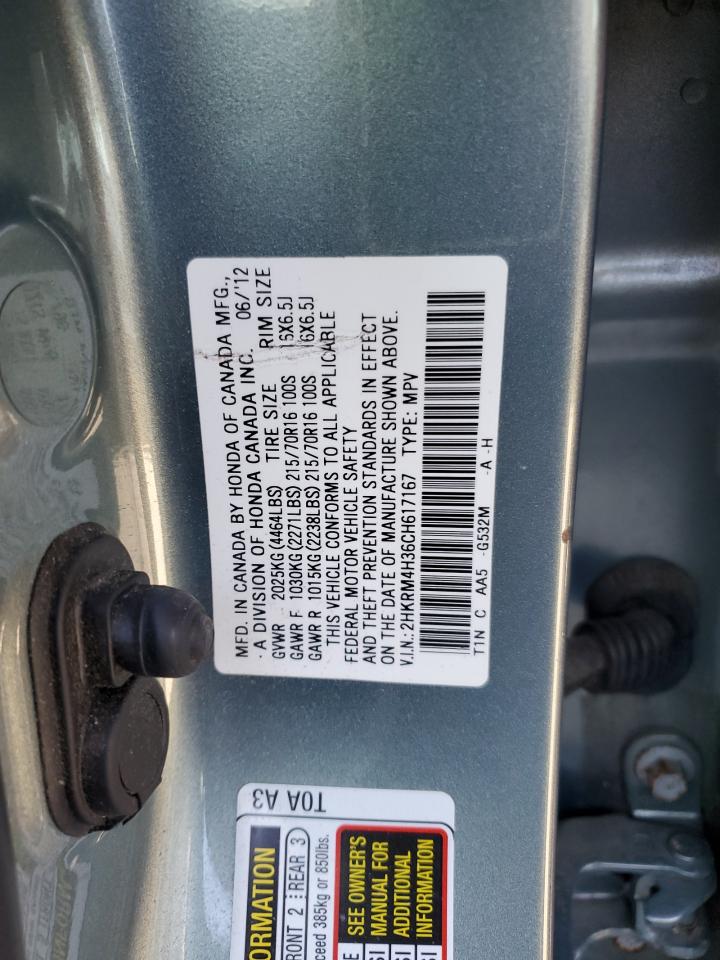 MFD. IN CANADA BY HONDA OF CANADA MFG.,
A DIVISION OF HONDA CANADA INC. 06/12
GVWR 2025KG (4464LBS) TIRE SIZE RIM SIZE
GAWR F 1030KG (2271LBS) 215/70R16 100S 16X6.5J
GAWR R 1015KG (2238LBS) 215/70R16 100S 16X6.5J
THIS VEHICLE CONFORMS TO ALL APPLICABLE
FEDERAL MOTOR VEHICLE SAFETY
AND THEFT PREVENTION STANDARDS IN EFFECT
ON THE DATE OF MANUFACTURE SHOWN ABOVE.
V.I.N.:2HKRM4H36CH617167 TYPE: MPV
T1N C AA5 -G532M -A -H
T0A A3
ORMATION
RONT 2 REAR 3
ceed 385kg or 850lbs.
SEE OWNER'S
MANUAL FOR
ADDITIONAL
INFORMATION